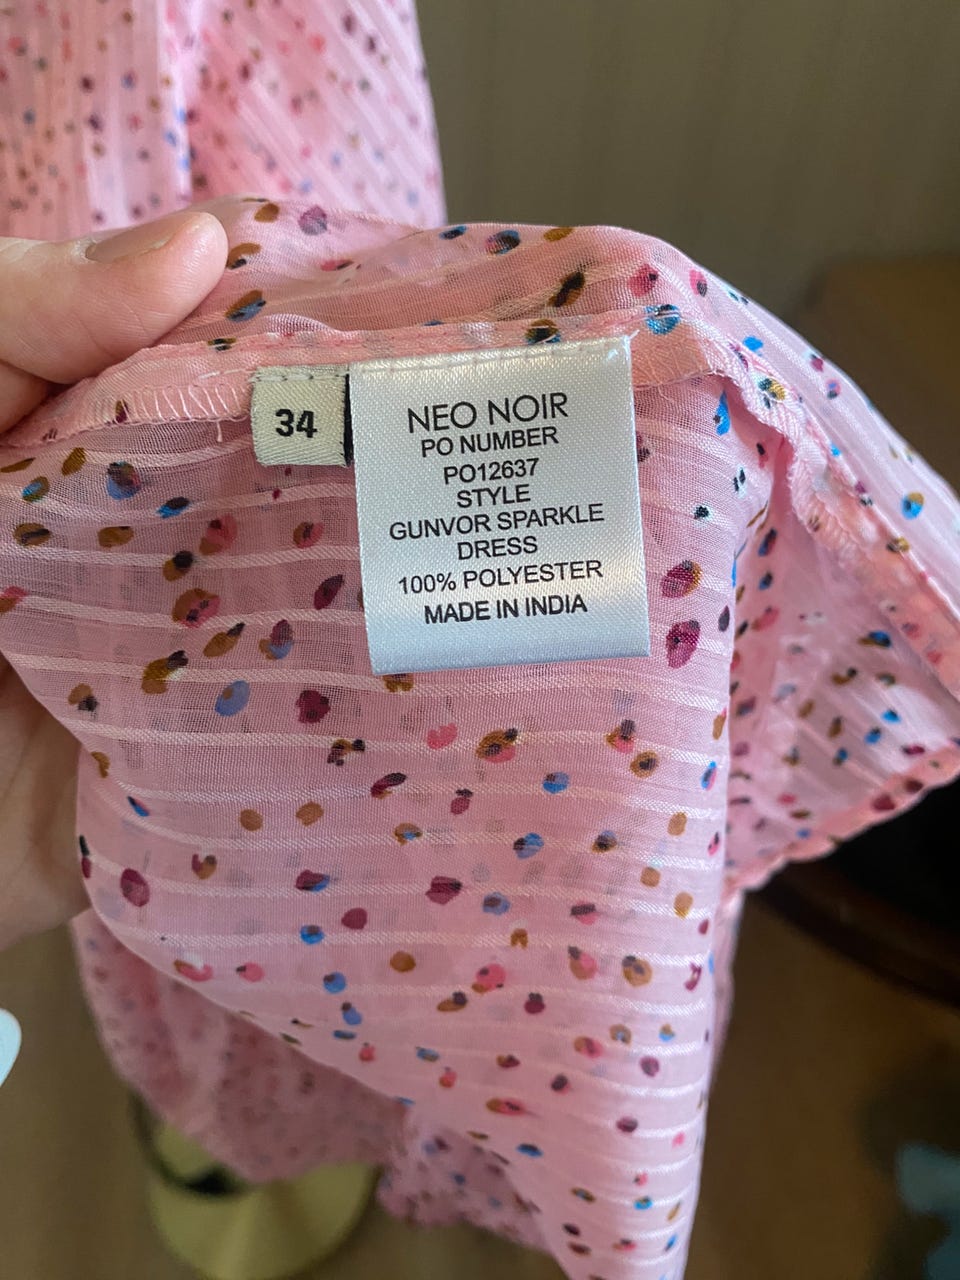 34
NEO NOIR
PO NUMBER
PO12637
STYLE
GUNVOR SPARKLE
DRESS
100% POLYESTER
MADE IN INDIA